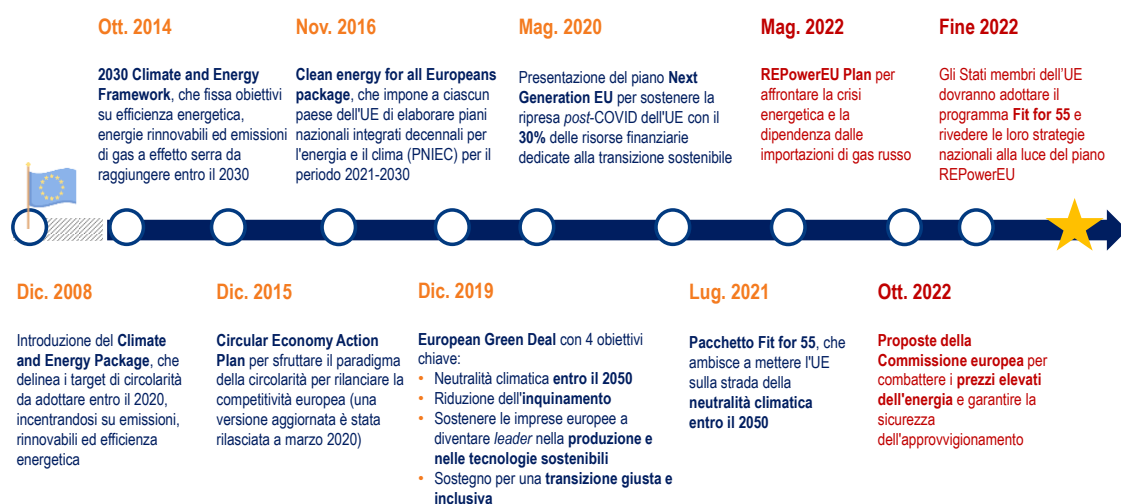 Ott. 2014
2030 Climate and Energy
Framework, che fissa obiettivi
su efficienza energetica,
energie rinnovabili ed emissioni
di gas a effetto serra da
raggiungere entro il 2030
Nov. 2016
Clean energy for all Europeans
package, che impone a ciascun
paese dell'UE di elaborare piani
nazionali integrati decennali per
l'energia e il clima (PNIEC) per il
periodo 2021-2030
Mag. 2020
Presentazione del piano Next
Generation EU per sostenere la
ripresa post-COVID dell'UE con il
30% delle risorse finanziarie
dedicate alla transizione sostenibile
Mag. 2022
REPowerEU Plan per
affrontare la crisi
energetica e la
dipendenza dalle
importazioni di gas russo
Fine 2022
Gli Stati membri dell'UE
dovranno adottare il
programma Fit for 55 e
rivedere le loro strategie
nazionali alla luce del piano
REPowerEU
Dic. 2008
Introduzione del Climate
and Energy Package, che
delinea i target di circolarità
da adottare entro il 2020,
incentrandosi su emissioni,
rinnovabili ed efficienza
energetica
Dic. 2015
Circular Economy Action
Plan per sfruttare il paradigma
della circolarità per rilanciare la
competitività europea (una
versione aggiornata è stata
rilasciata a marzo 2020)
Dic. 2019
European Green Deal con 4 obiettivi
chiave:
• Neutralità climatica entro il 2050
• Riduzione dell'inquinamento
• Sostenere le imprese europee a
diventare leader nella produzione e
nelle tecnologie sostenibili
• Sostegno per una transizione giusta e
inclusiva
Lug. 2021
Pacchetto Fit for 55, che
ambisce a mettere l'UE
sulla strada della
neutralità climatica
entro il 2050
Ott. 2022
Proposte della
Commissione europea per
combattere i prezzi elevati
dell'energia e garantire la
sicurezza
dell'approvvigionamento